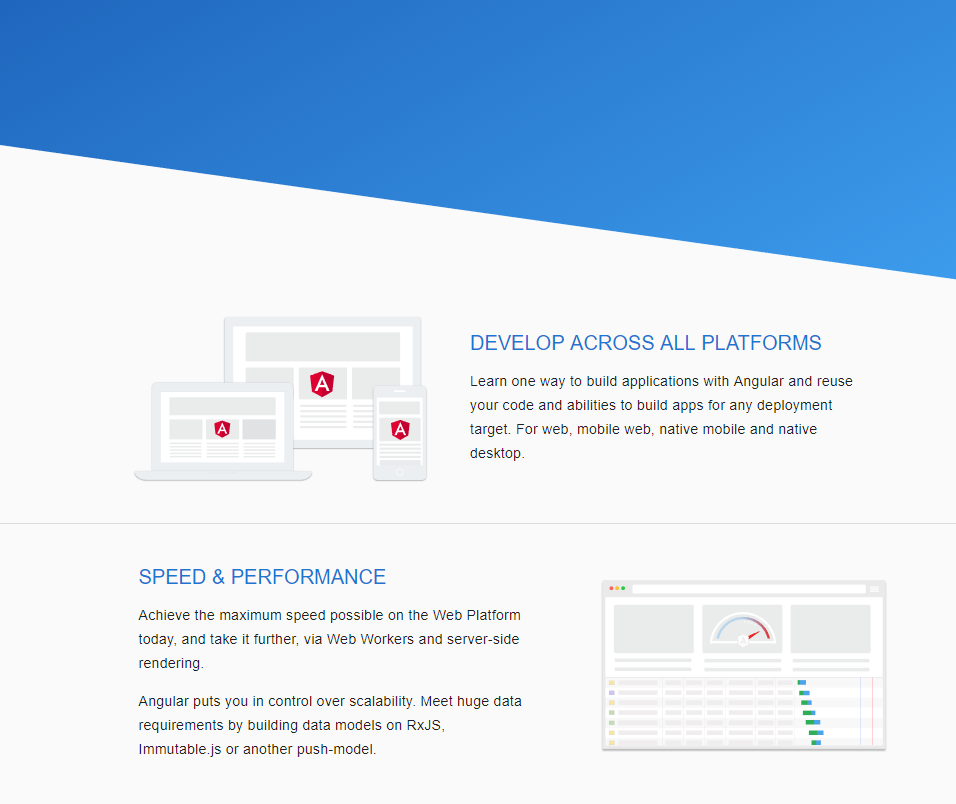 DEVELOP ACROSS ALL PLATFORMS
Learn one way to build applications with Angular and reuse
your code and abilities to build apps for any deployment
target. For web, mobile web, native mobile and native
desktop.
SPEED & PERFORMANCE
Achieve the maximum speed possible on the Web Platform
today, and take it further, via Web Workers and server-side
rendering.
Angular puts you in control over scalability. Meet huge data
requirements by building data models on RxJS,
Immutable.js or another push-model.